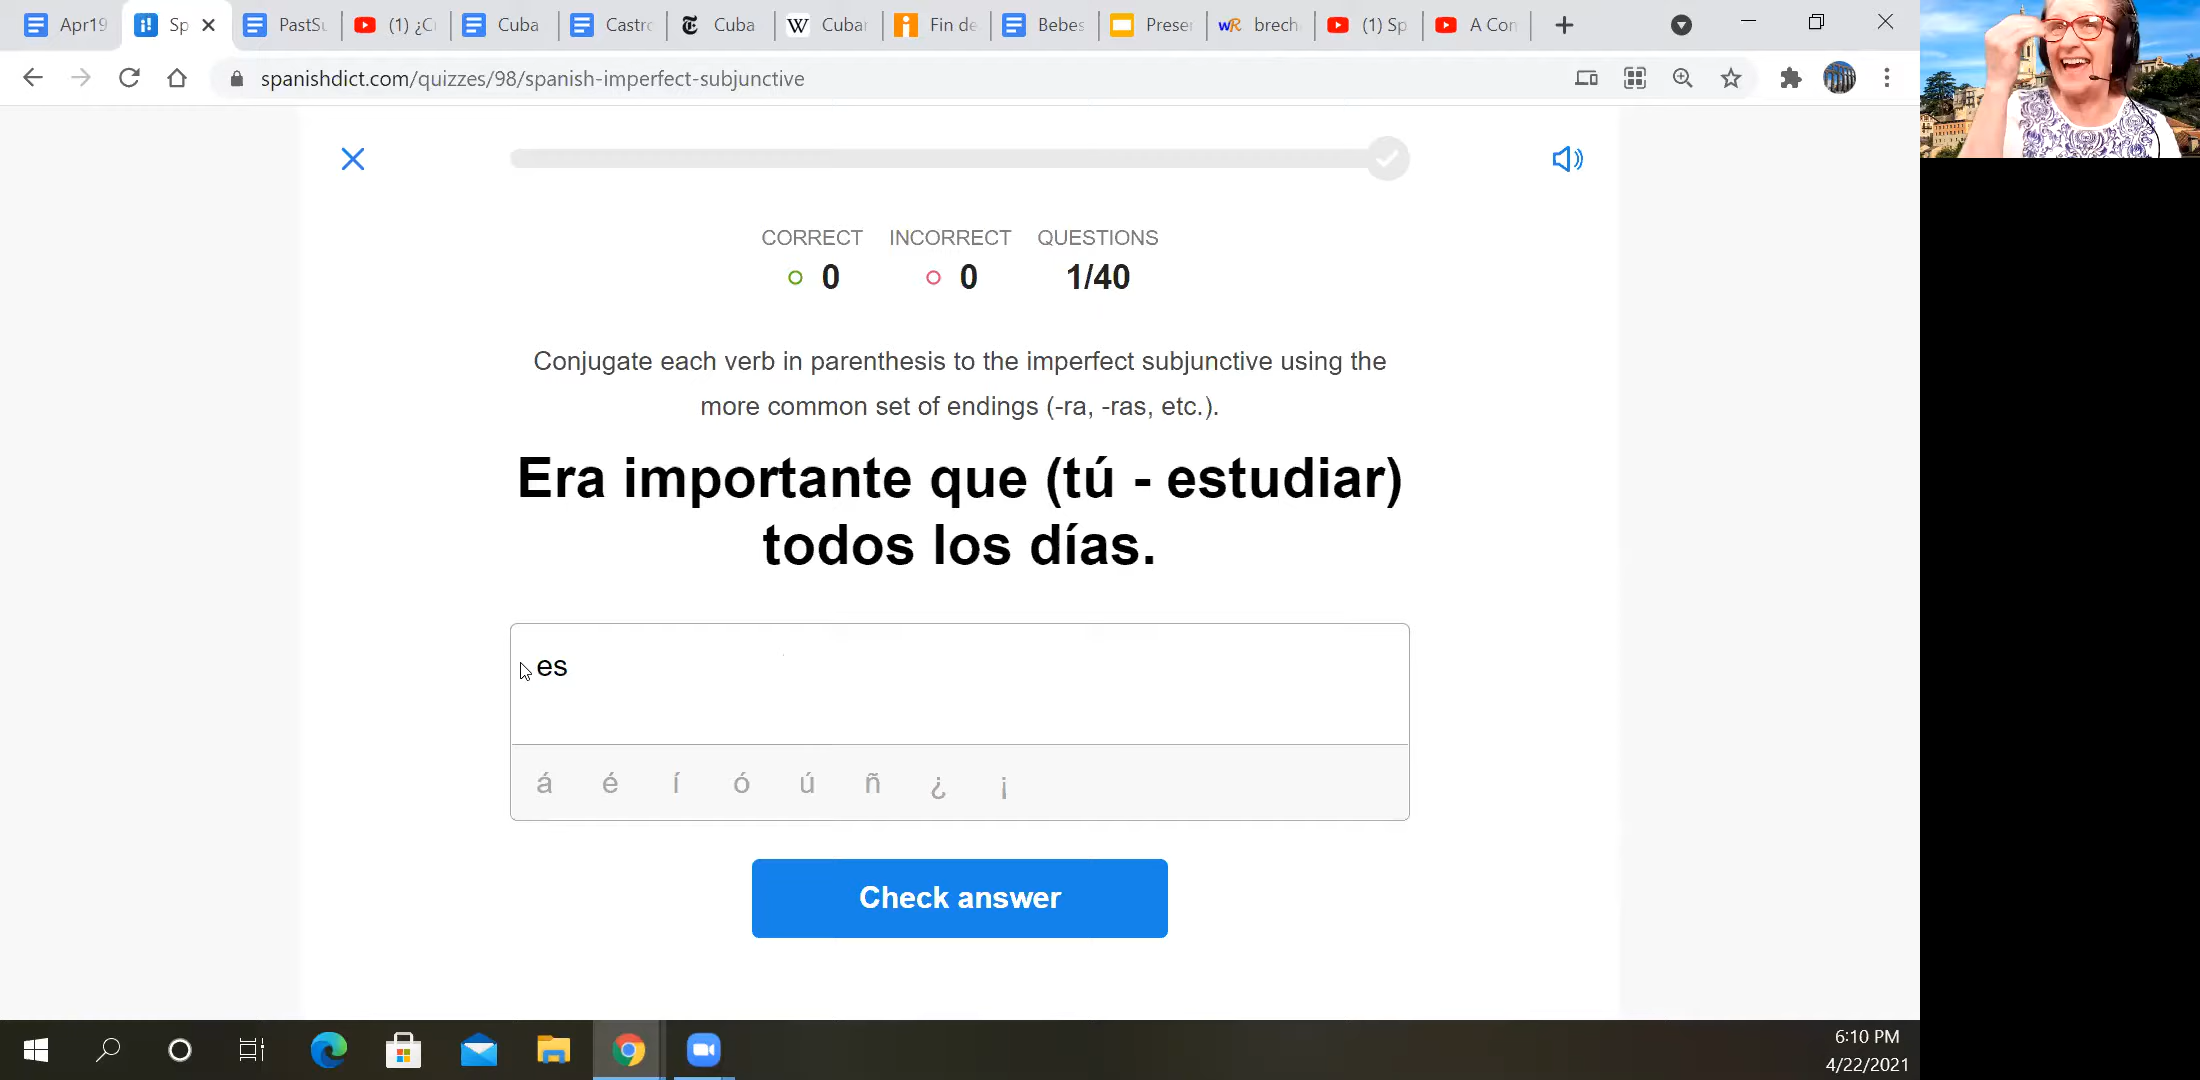 Apr19 Sp PastSu (1) ¿C Cuba Castro Cuba Cubar Fin de Bebes Preser brech (1) Sp A Con
spanishdict.com/quizzes/98/spanish-imperfect-subjunctive
CORRECT INCORRECT QUESTIONS
0 0 1/40
Conjugate each verb in parenthesis to the imperfect subjunctive using the
more common set of endings (-ra, -ras, etc.).
Era importante que (tú - estudiar)
todos los días.
es
á é í ó ú ñ ¿ ¡
Check answer
6:10 PM
4/22/2021